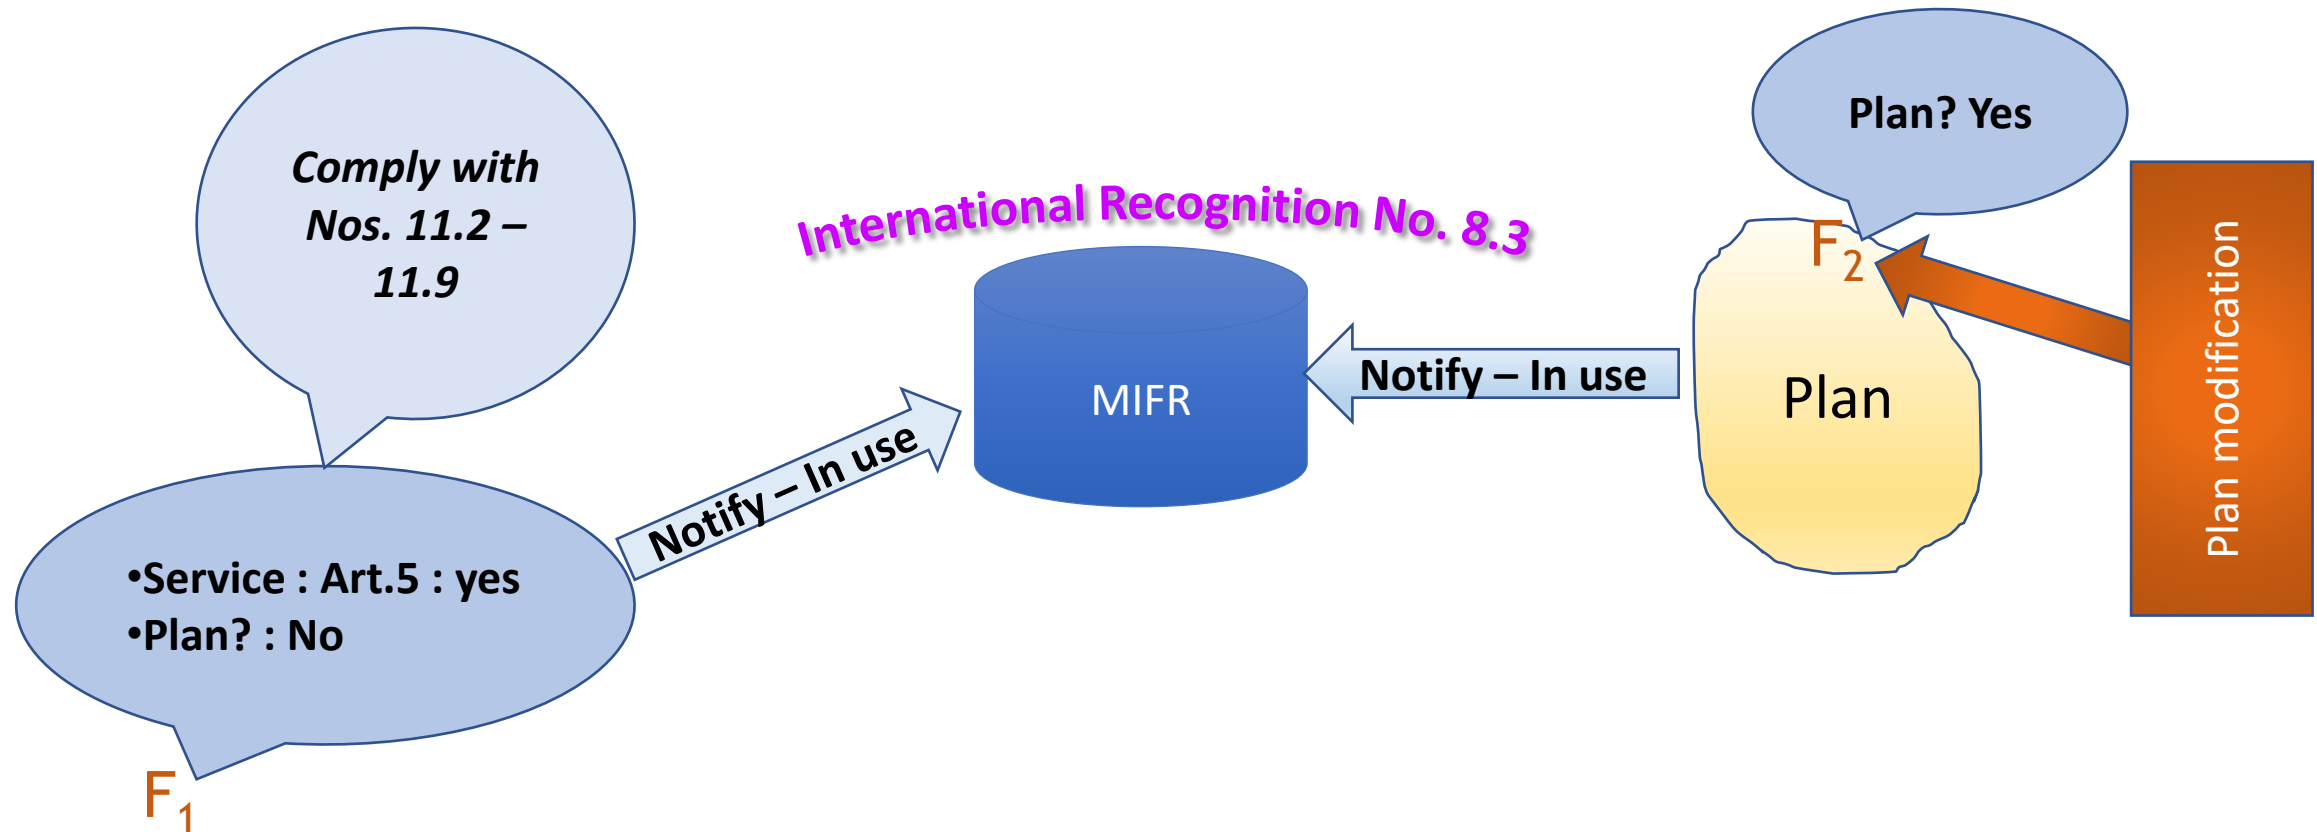 Comply with
Nos. 11.2 –
11.9
•Service : Art.5 : yes
•Plan? : No
F1
Notify – In use
International Recognition No. 8.3
MIFR
Notify – In use
Plan? Yes
F2
Plan
Plan modification